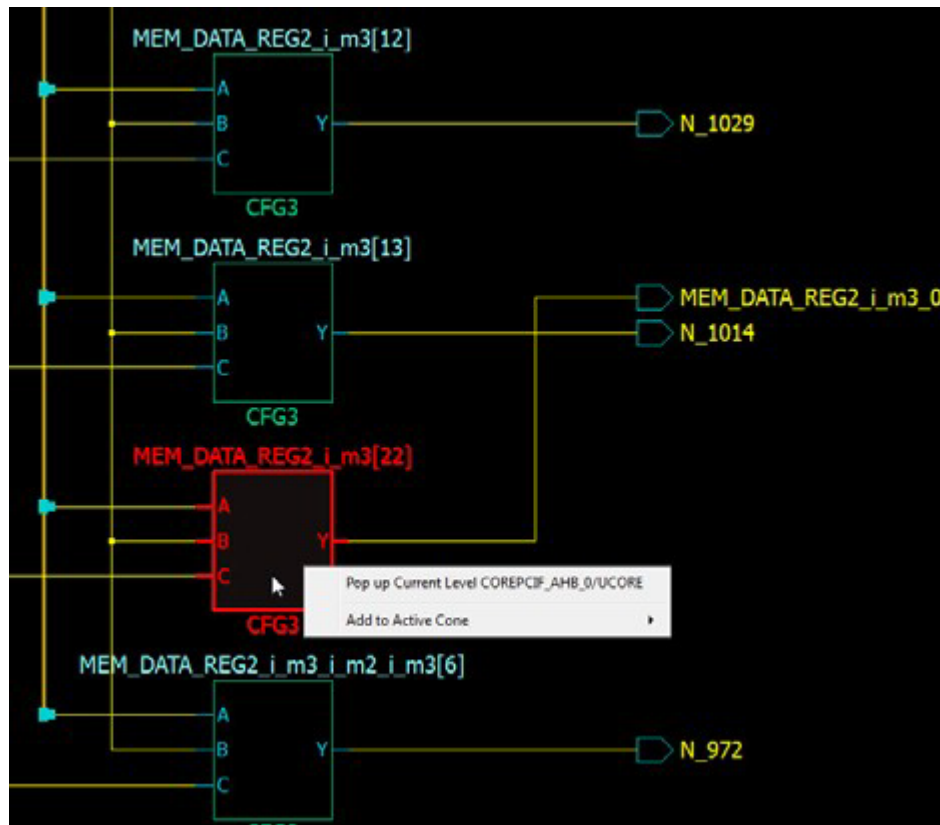 MEM_DATA_REG2_i_m3[12]
A
B Y N_1029
C
CFG3
MEM_DATA_REG2_i_m3[13]
A MEM_DATA_REG2_i_m3_0
B Y N_1014
C
CFG3
MEM_DATA_REG2_i_m3[22]
A
B Y
C
Pop up Current Level COREPCIF_AHB_0/UCORE
CFG3 Add to Active Cone
MEM_DATA_REG2_i_m3_i_m2_i_m3[6]
A
B Y N_972
C